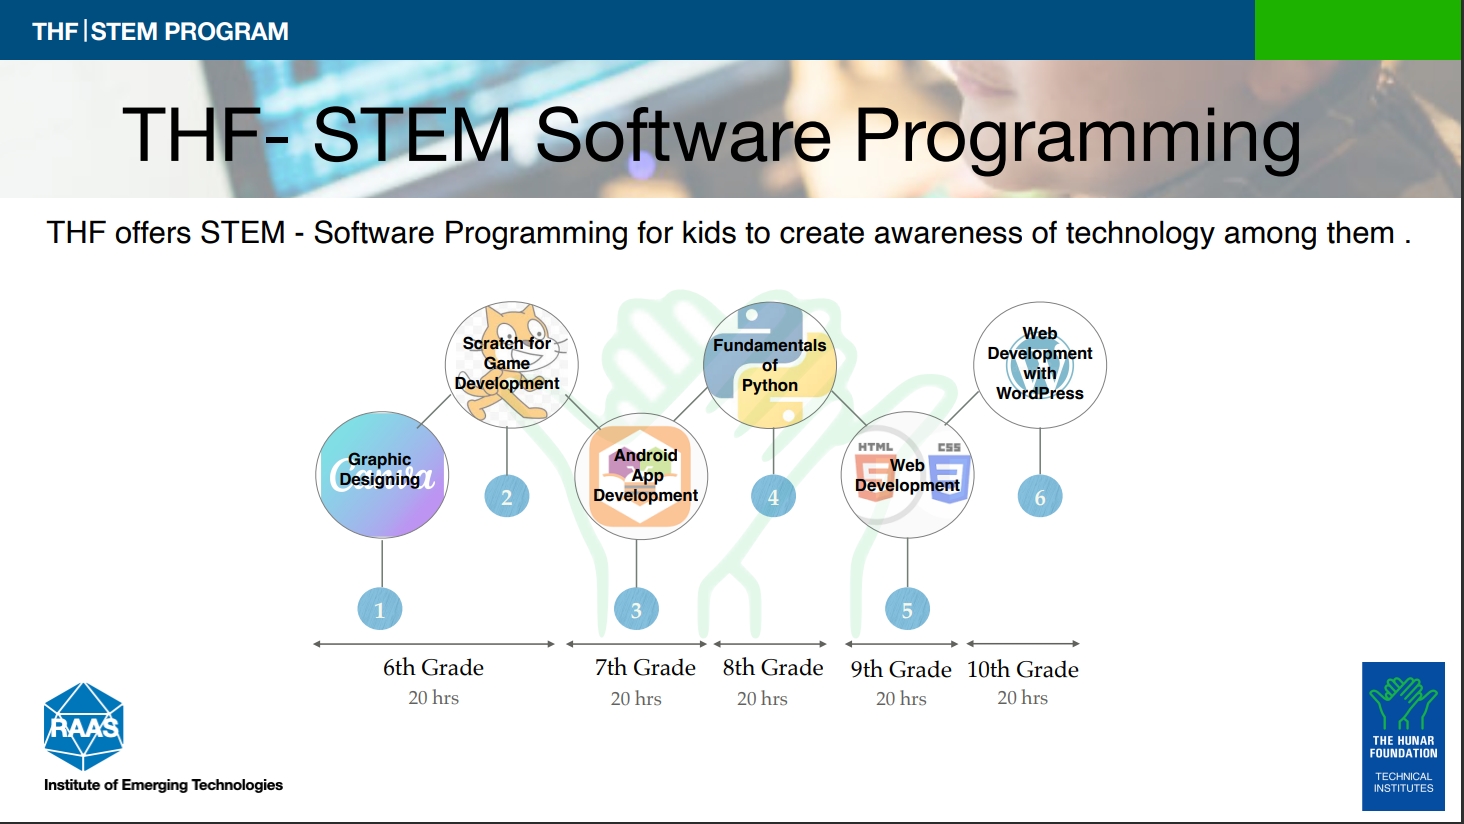 THF|STEM PROGRAM
THF- STEM Software Programming
THF offers STEM - Software Programming for kids to create awareness of technology among them .
Graphic
Designing
Canva
1
Scratch for
Game
Development
2
Android
App
Development
3
Fundamentals
of
Python
4
HTML
5
CSS
3
Web
Development
5
Web
Development
with
WordPress
6
6th Grade
20 hrs
7th Grade
20 hrs
8th Grade
20 hrs
9th Grade
20 hrs
10th Grade
20 hrs
RAAS
Institute of Emerging Technologies
THE HUNAR
FOUNDATION
TECHNICAL
INSTITUTES